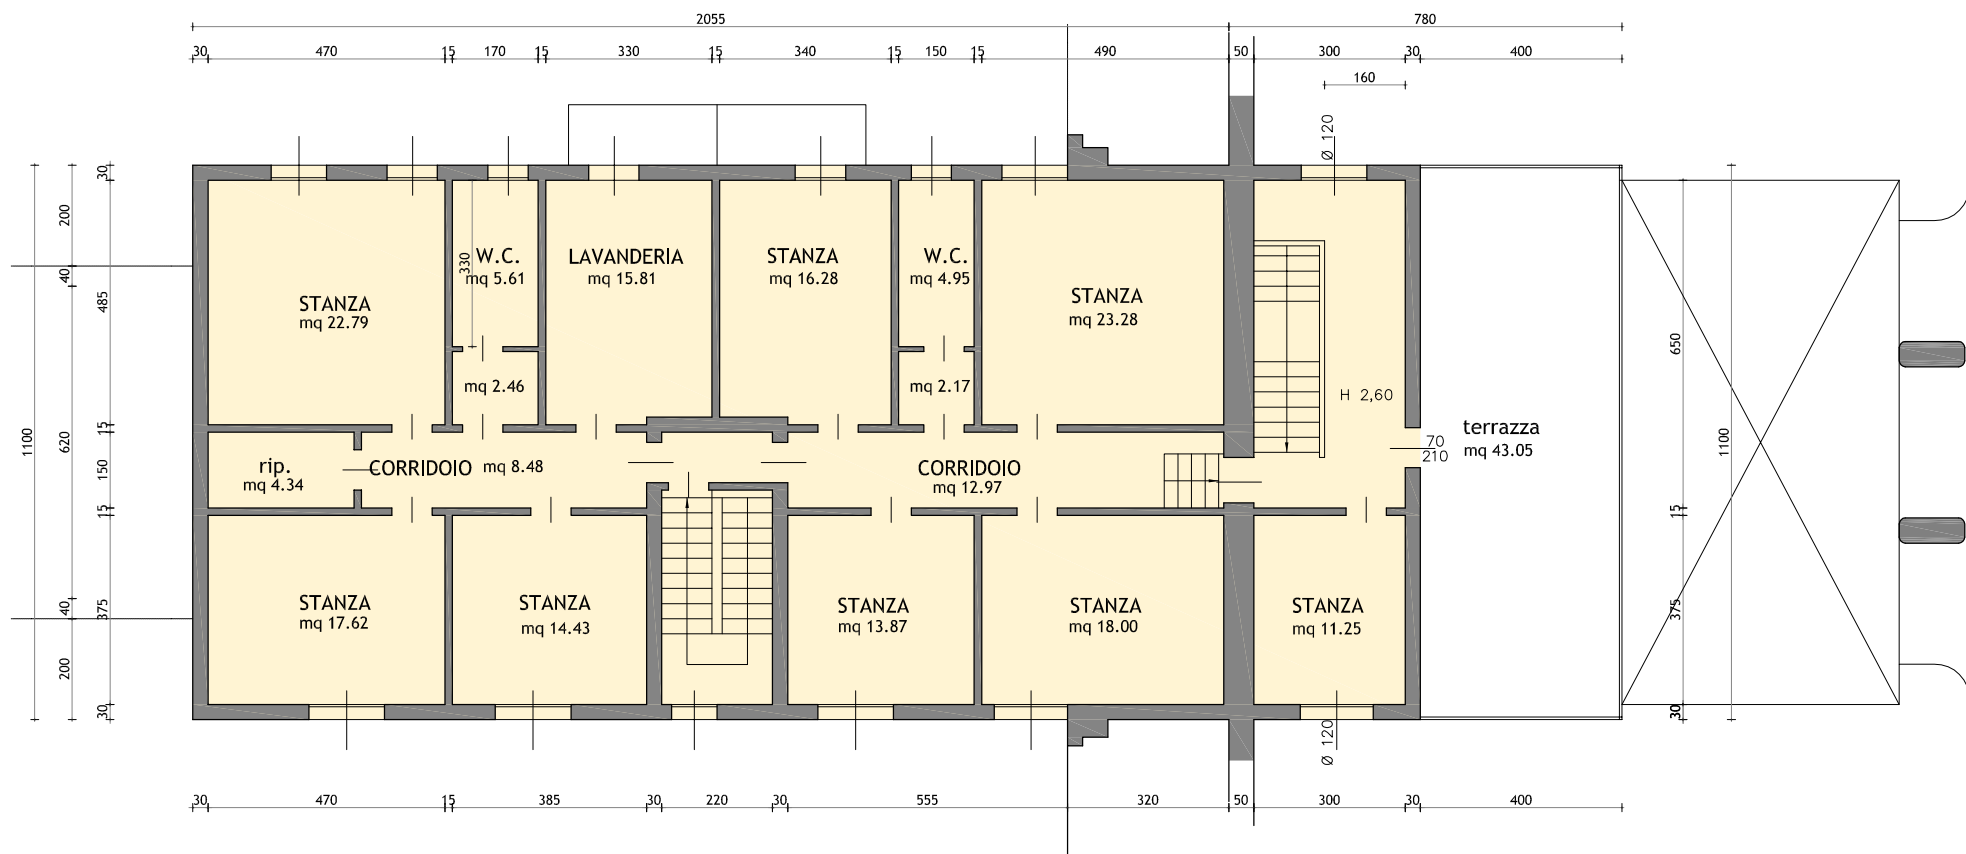 2055 780
30 470 15 170 15 330 15 340 15 150 15 490 50 300 30 400
160
Ø 120
30
200
40
485
15
620
1100
150
15
40
375
200
30
STANZA
mq 22.79
330
W.C.
mq 5.61
mq 2.46
LAVANDERIA
mq 15.81
STANZA
mq 16.28
W.C.
mq 4.95
mq 2.17
STANZA
mq 23.28
H 2,60
rip.
mq 4.34
CORRIDOIO mq 8.48
CORRIDOIO
mq 12.97
70
210
terrazza
mq 43.05
STANZA
mq 17.62
STANZA
mq 14.43
STANZA
mq 13.87
STANZA
mq 18.00
STANZA
mq 11.25
650
1100
15
375
30
Ø 120
30 470 15 385 30 220 30 555 320 50 300 30 400